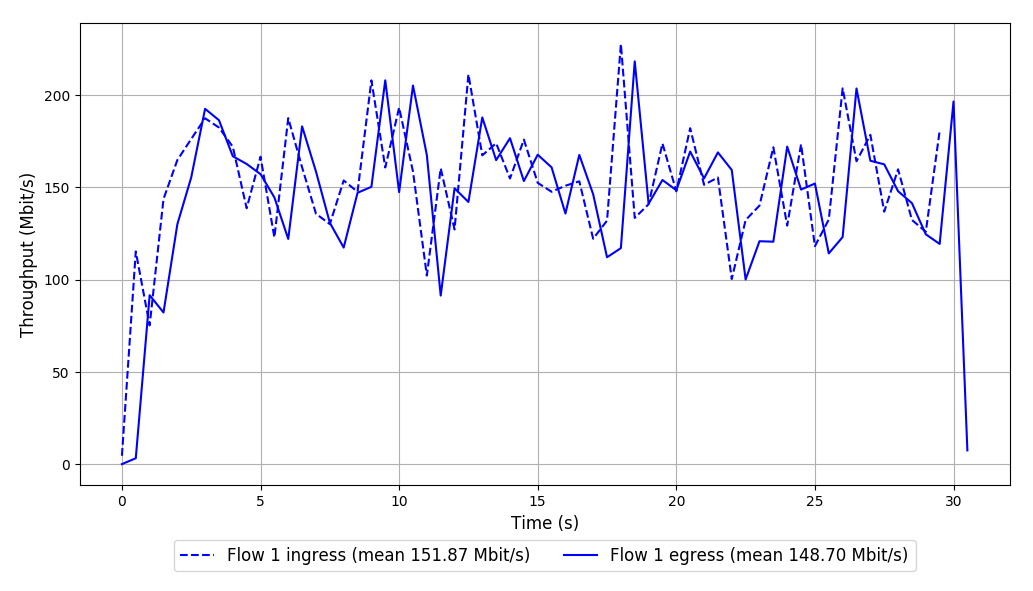 Throughput (Mbit/s)
200
150
100
50
0
0 5 10 15 20 25 30
Time (s)
Flow 1 ingress (mean 151.87 Mbit/s) Flow 1 egress (mean 148.70 Mbit/s)